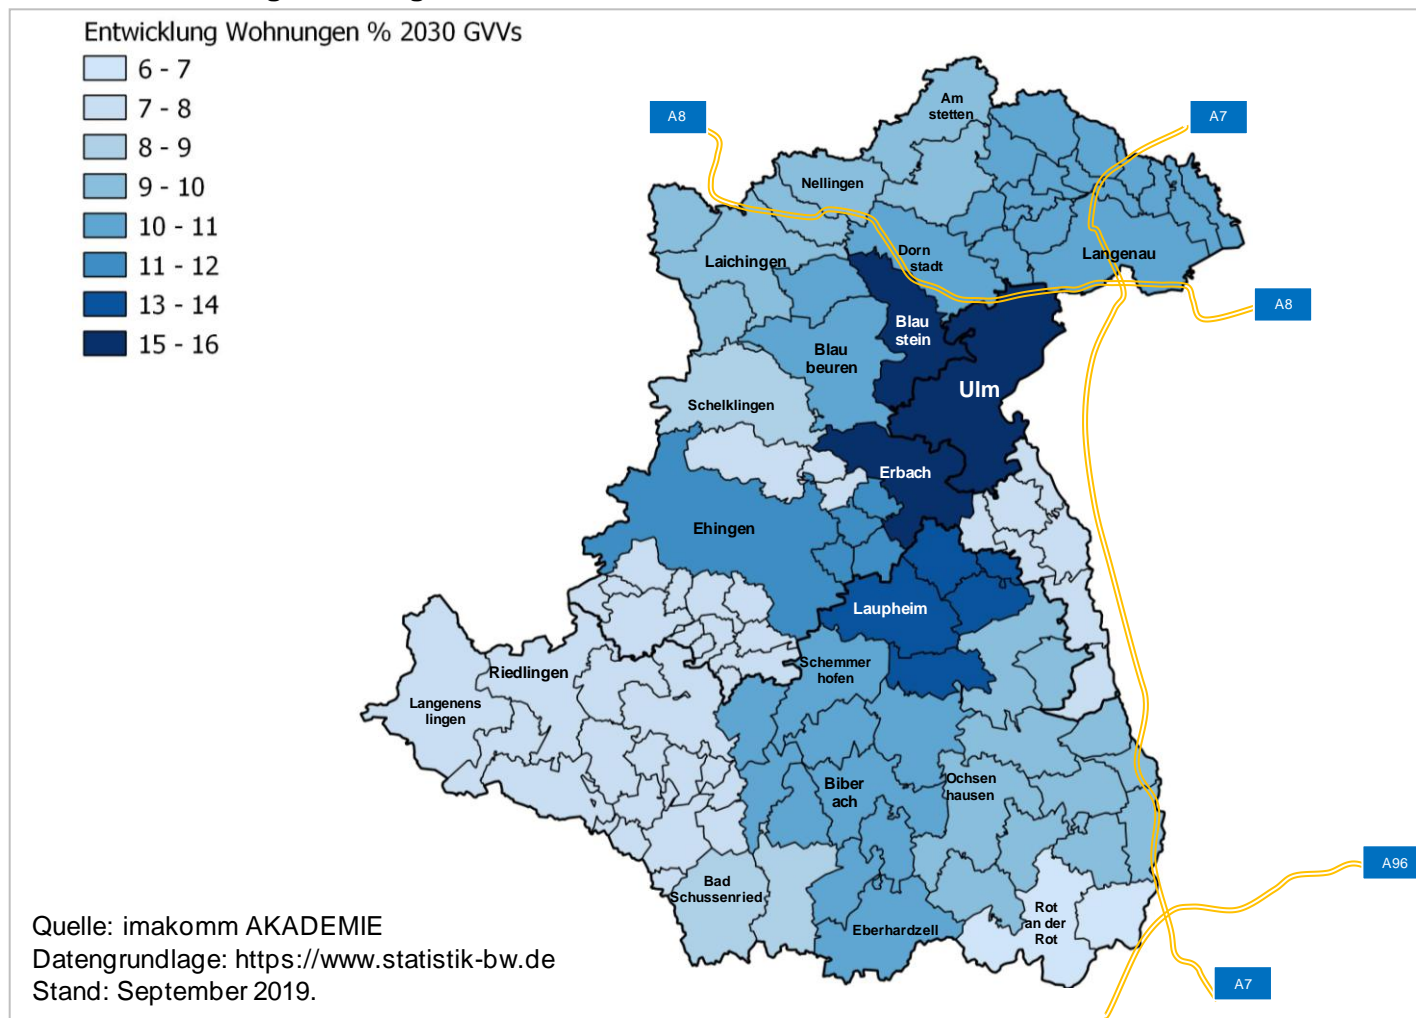 Entwicklung Wohnungen % 2030 GVVs
6 - 7
7 - 8
8 - 9
9 - 10
10 - 11
11 - 12
13 - 14
15 - 16
A8
A7
Am
stetten
Nellingen
Laichingen
Dorn
stadt
Langenau
A8
Blau
stein
Blau
beuren
Ulm
Schelklingen
Erbach
Ehingen
Laupheim
Schemmer
hofen
Riedlingen
Langenens
lingen
Biber
ach
Ochsen
hausen
A96
Bad
Schussenried
Rot
an der
Rot
Eberhardzell
A7
Quelle: imakomm AKADEMIE
Datengrundlage: https://www.statistik-bw.de
Stand: September 2019.